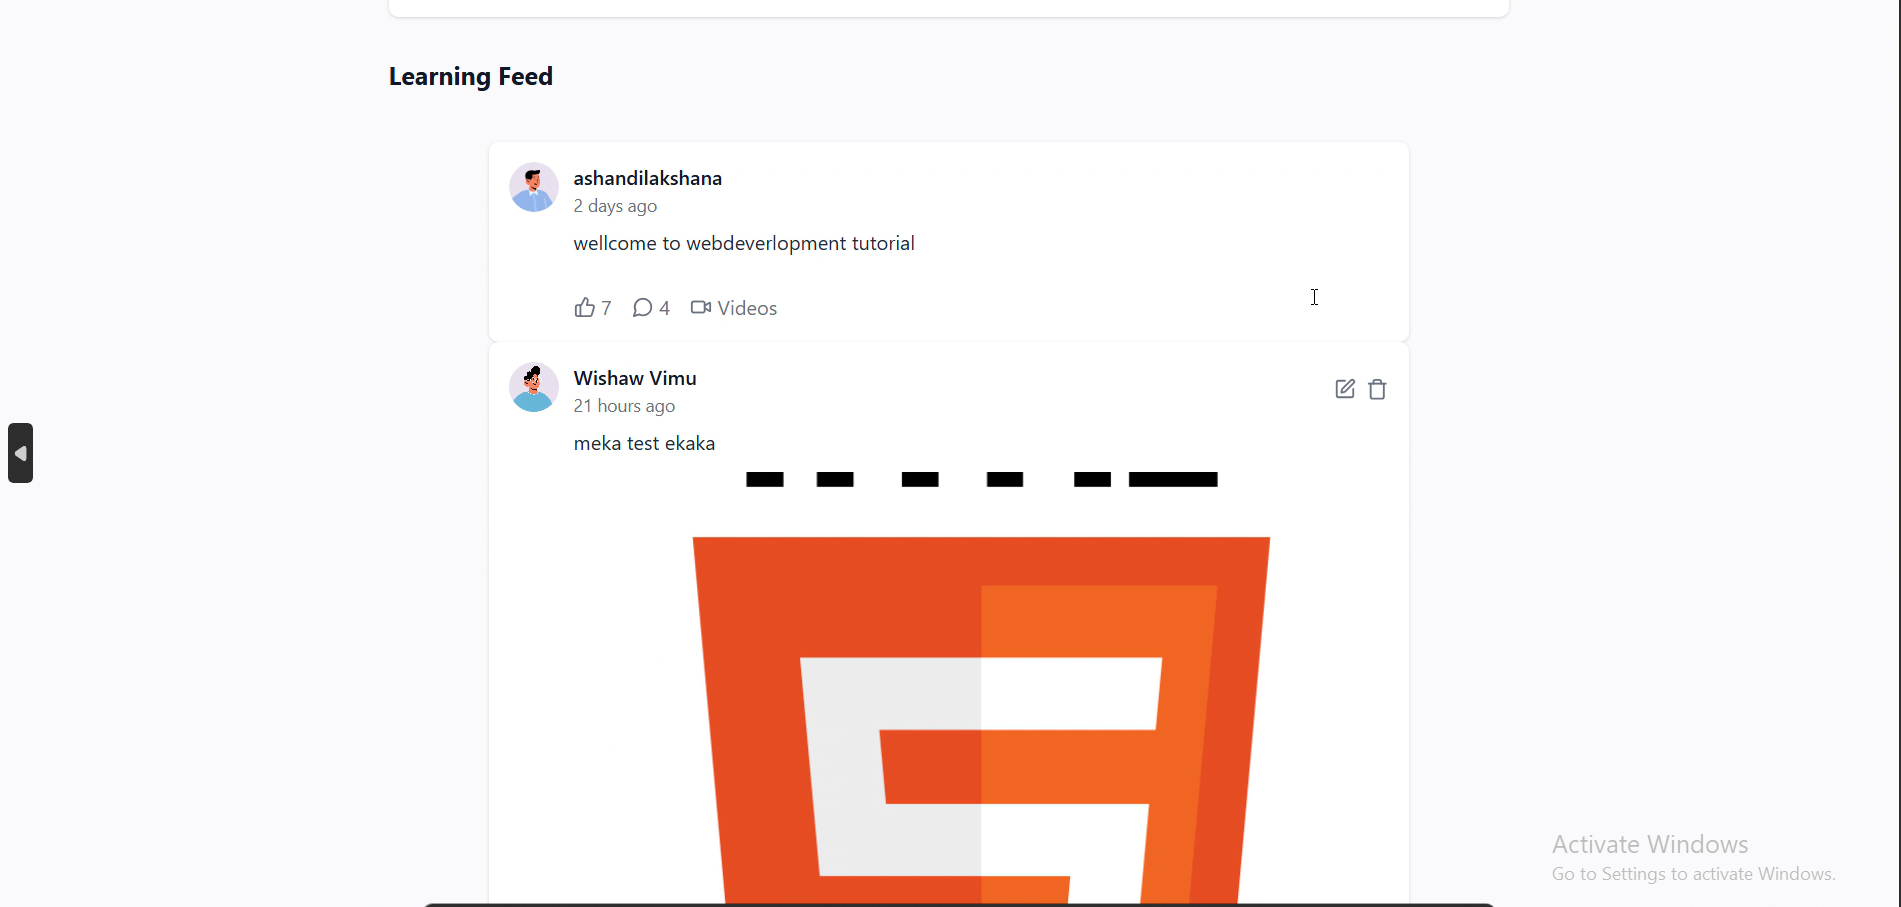 Learning Feed
ashandilakshana
2 days ago
wellcome to webdeverlopment tutorial
7 4 Videos
Wishaw Vimu
21 hours ago
meka test ekaka
Activate Windows
Go to Settings to activate Windows.